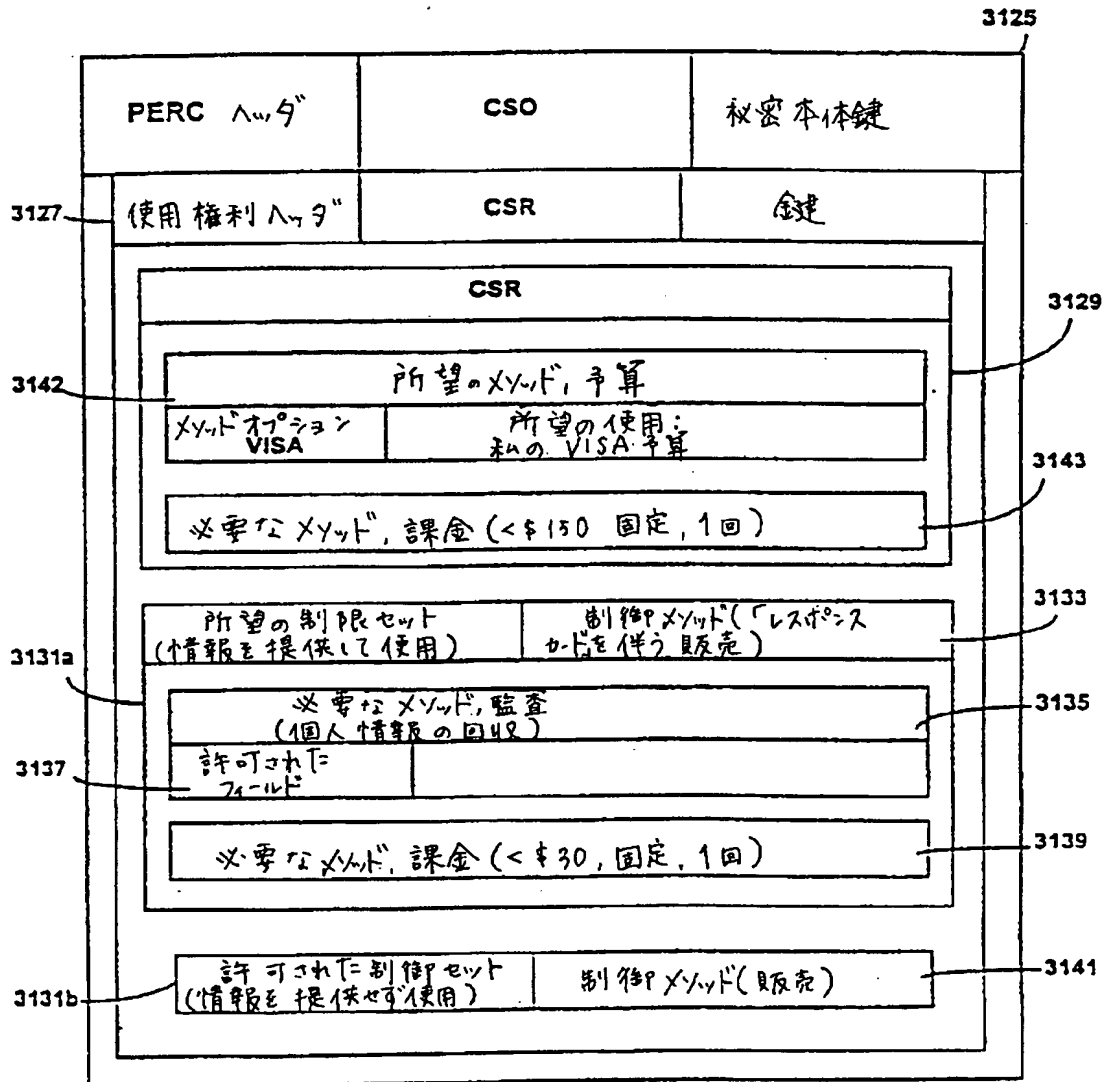 3125
PERC ヘッダ
CSO
秘密本体鍵
3127
使用権利ヘッダ
CSR
鍵
CSR
3129
3142
所望のメソッド, 予算
メソッドオプション
VISA
所望の使用:
私の VISA 予算
3143
必要なメソッド, 課金 (<$150 固定, 1回)
3133
所望の制限セット
(情報を提供して使用)
制御メソッド(「レスポンス
カード」を伴う販売)
3131a
必要なメソッド, 監査
(個人情報の回収)
3135
3137
許可された
フィールド
必要なメソッド, 課金 (<$30, 固定, 1回)
3139
許可された制御セット
(情報を提供せず使用)
制御メソッド(販売)
3141
3131b